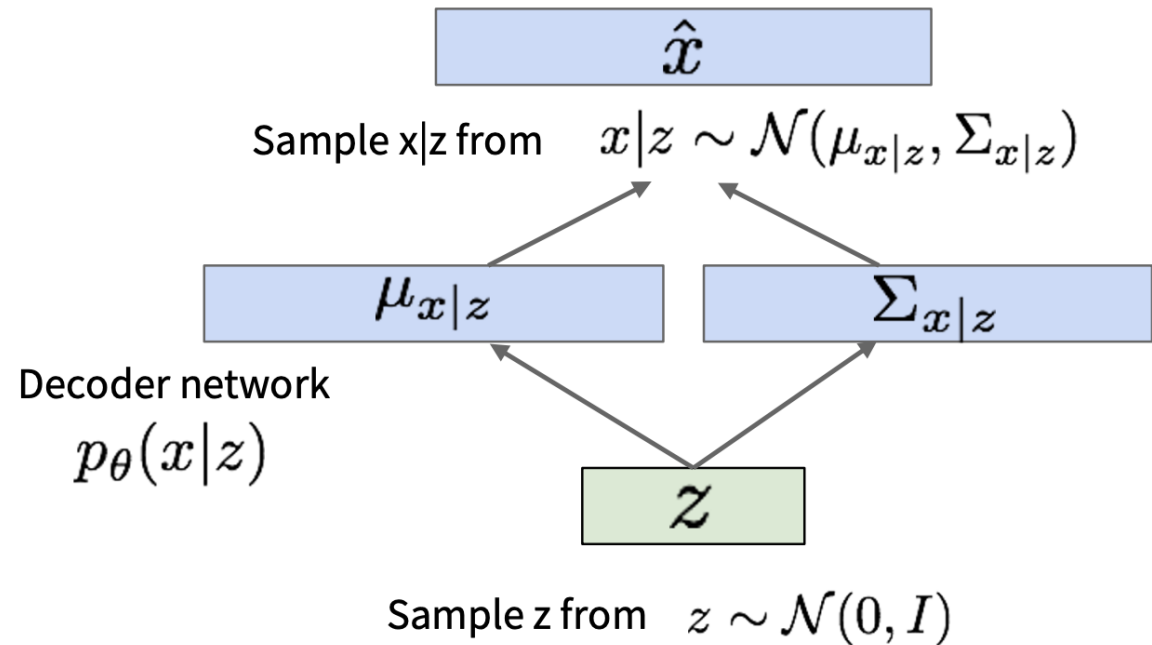 x̂
Sample x|z from x|z ∼ 𝒩(μ_{x|z}, Σ_{x|z})
μ_{x|z} Σ_{x|z}
Decoder network
p_θ(x|z)
z
Sample z from z ∼ 𝒩(0, I)